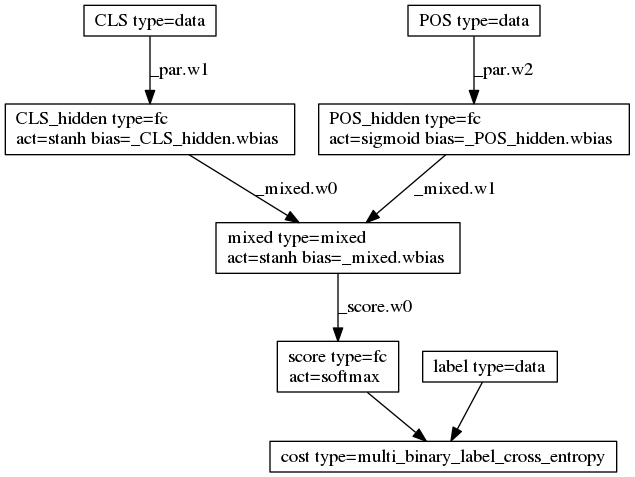 CLS type=data
POS type=data
_par.w1
_par.w2
CLS_hidden type=fc
act=stanh bias=_CLS_hidden.wbias
POS_hidden type=fc
act=sigmoid bias=_POS_hidden.wbias
_mixed.w0
_mixed.w1
mixed type=mixed
act=stanh bias=_mixed.wbias
_score.w0
score type=fc
act=softmax
label type=data
cost type=multi_binary_label_cross_entropy